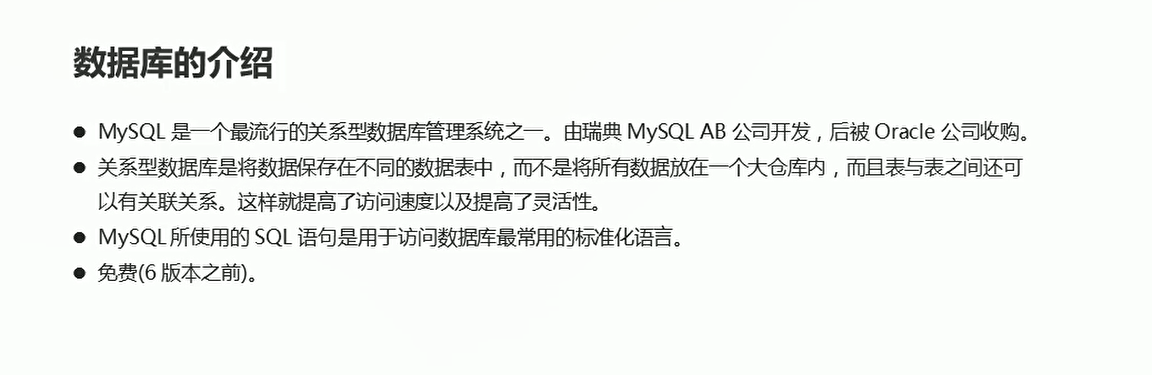 数据库的介绍
● MySQL 是一个最流行的关系型数据库管理系统之一。由瑞典 MySQL AB 公司开发，后被 Oracle 公司收购。
● 关系型数据库是将数据保存在不同的数据表中，而不是将所有数据放在一个大仓库内，而且表与表之间还可
以有关联关系。这样就提高了访问速度以及提高了灵活性。
● MySQL 所使用的 SQL 语句是用于访问数据库最常用的标准化语言。
● 免费(6 版本之前)。